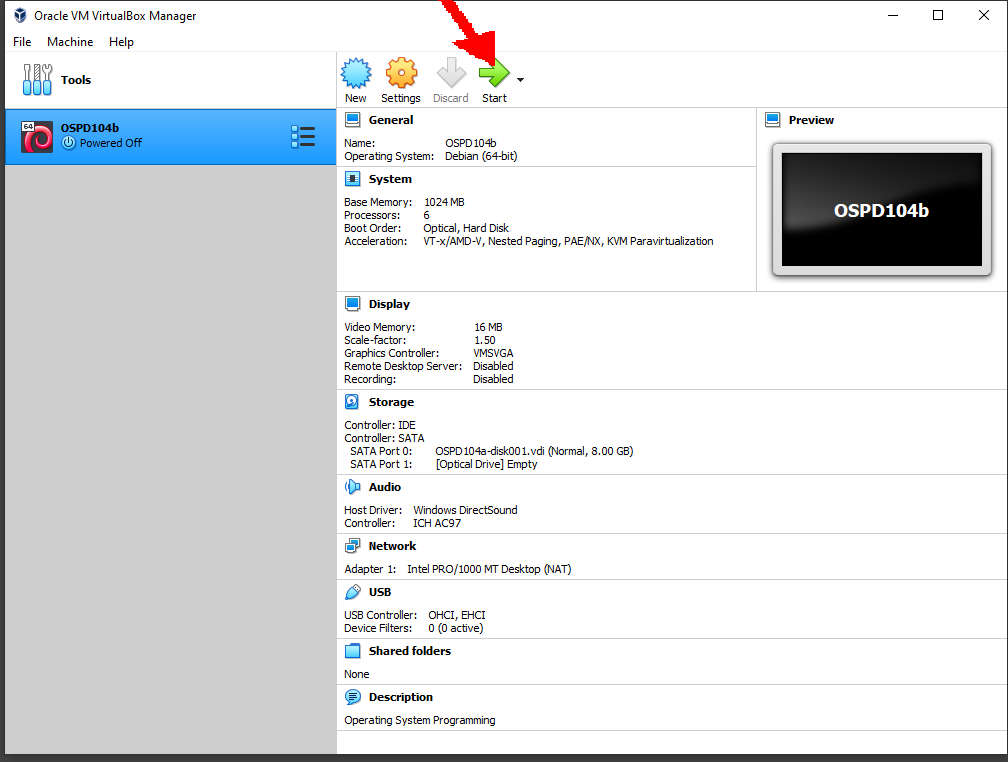 Oracle VM VirtualBox Manager
File Machine Help
Tools
New Settings Discard Start
64
OSPD104b
Powered Off
General
Name: OSPD104b
Operating System: Debian (64-bit)
System
Base Memory: 1024 MB
Processors: 6
Boot Order: Optical, Hard Disk
Acceleration: VT-x/AMD-V, Nested Paging, PAE/NX, KVM Paravirtualization
Preview
OSPD104b
Display
Video Memory: 16 MB
Scale-factor: 1.50
Graphics Controller: VMSVGA
Remote Desktop Server: Disabled
Recording: Disabled
Storage
Controller: IDE
Controller: SATA
SATA Port 0: OSPD104a-disk001.vdi (Normal, 8.00 GB)
SATA Port 1: [Optical Drive] Empty
Audio
Host Driver: Windows DirectSound
Controller: ICH AC97
Network
Adapter 1: Intel PRO/1000 MT Desktop (NAT)
USB
USB Controller: OHCI, EHCI
Device Filters: 0 (0 active)
Shared folders
None
Description
Operating System Programming